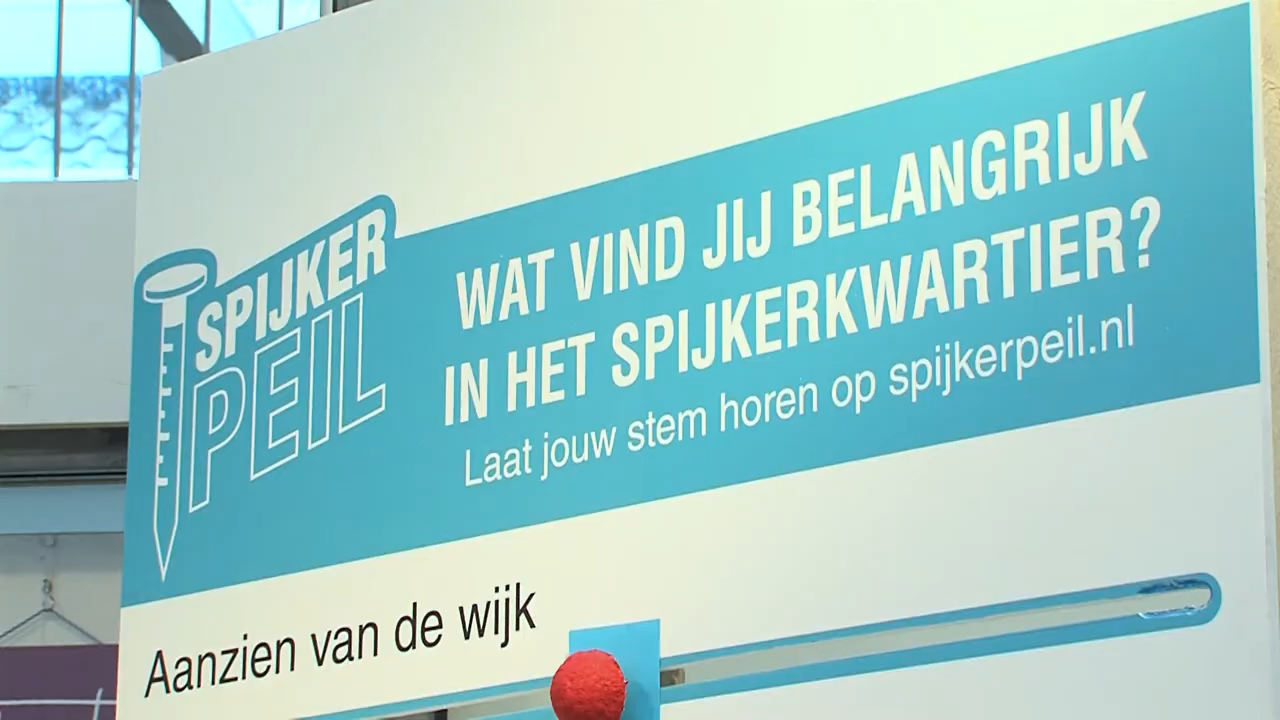 SPIJKER
PEIL
WAT VIND JIJ BELANGRIJK
IN HET SPIJKERKWARTIER?
Laat jouw stem horen op spijkerpeil.nl
Aanzien van de wijk